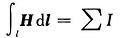 ∫_l H dl = ∑ I